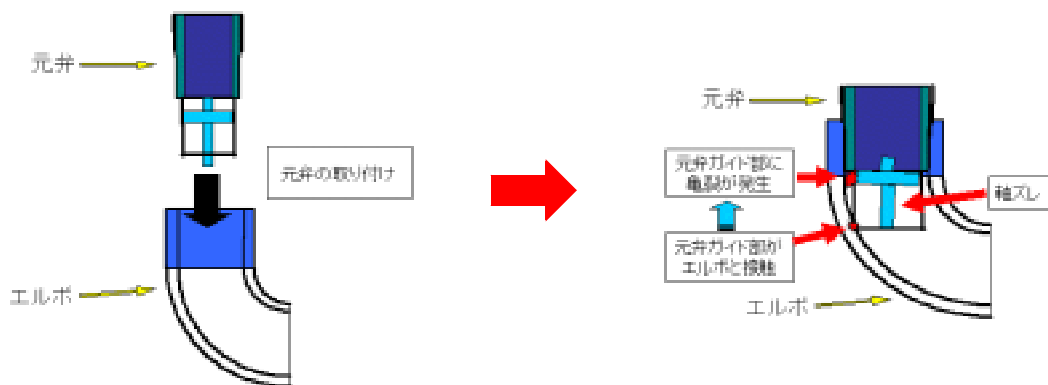 元弁
元弁の取り付け
エルボ
元弁
元弁ガイド部に
亀裂が発生
軸ズレ
元弁ガイド部が
エルボと接触
エルボ